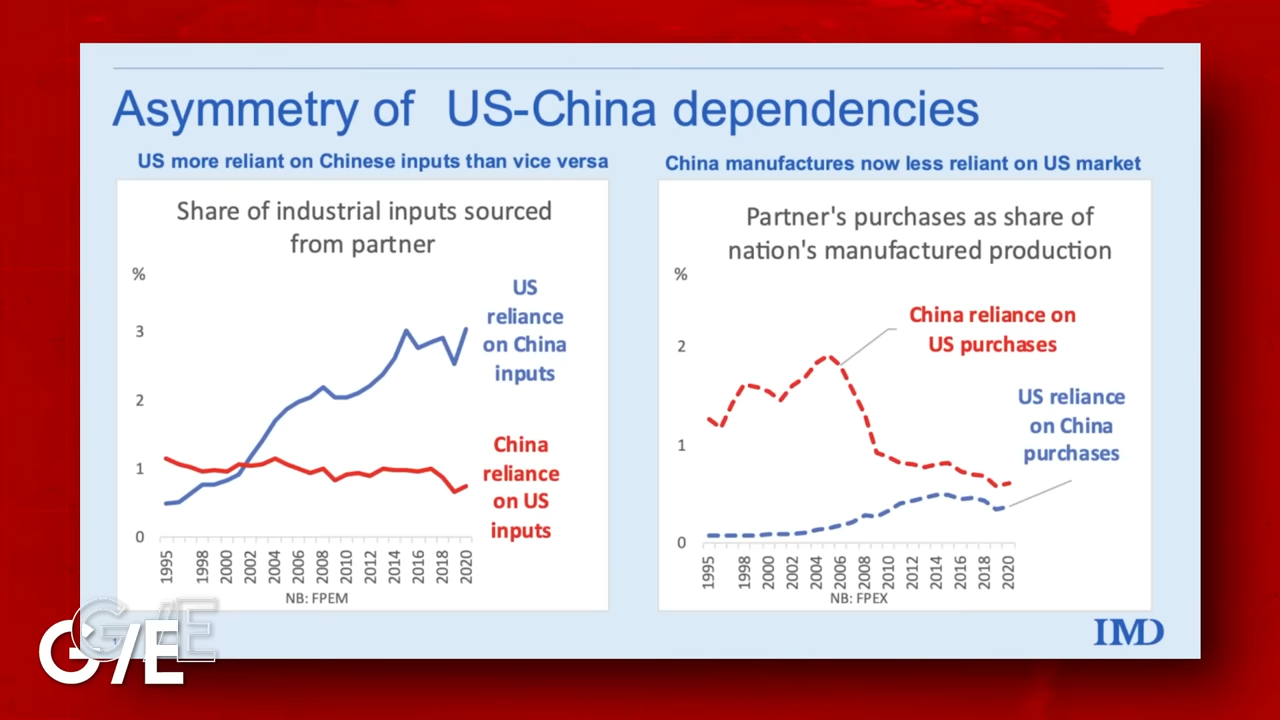 Asymmetry of US-China dependencies
US more reliant on Chinese inputs than vice versa
Share of industrial inputs sourced
from partner
%
3
2
1
0
US
reliance
on China
inputs
China
reliance
on US
inputs
1995
1998
2000
2002
2004
2006
2008
2010
2012
2014
2016
2018
2020
NB: FPEM
China manufactures now less reliant on US market
Partner's purchases as share of
nation's manufactured production
%
2
1
0
China reliance on
US purchases
US reliance
on China
purchases
1995
1998
2000
2002
2004
2006
2008
2010
2012
2014
2016
2018
2020
NB: FPEX
IMD
G/E
G/E